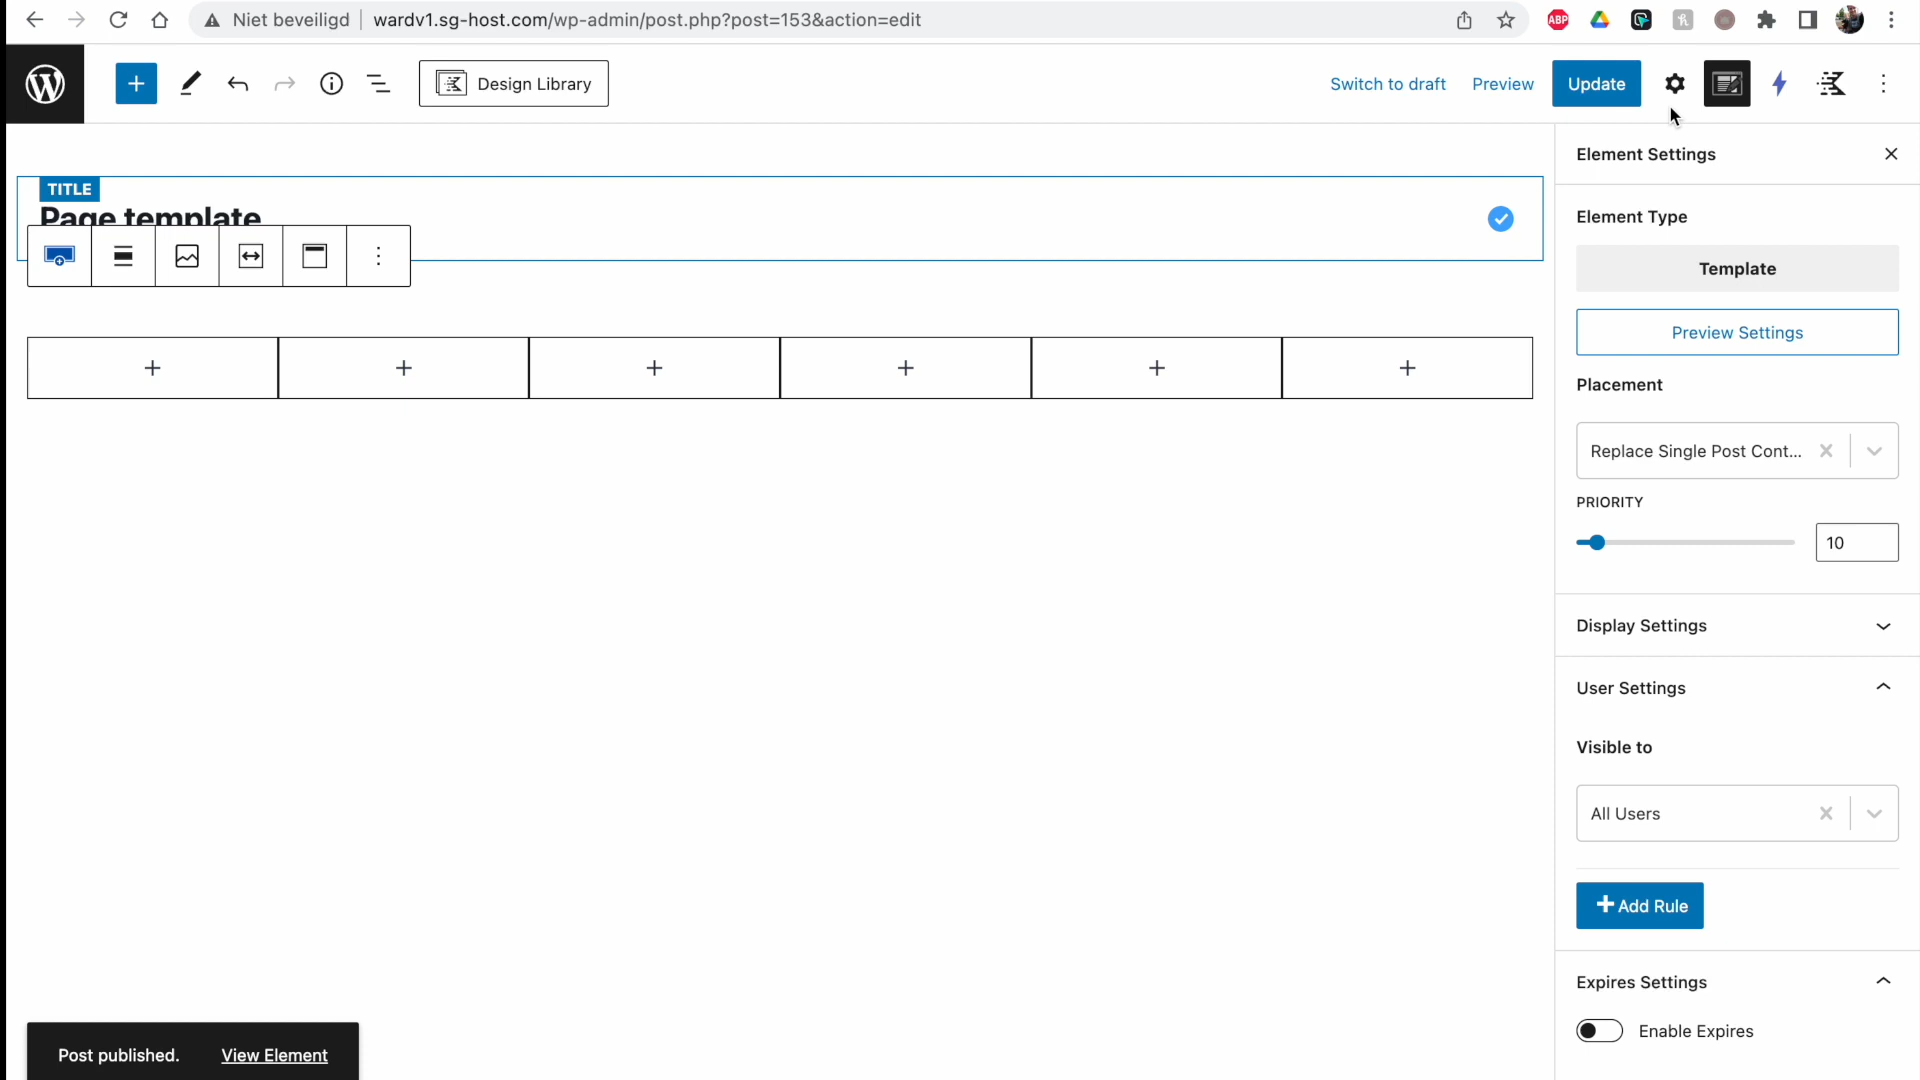 Niet beveiligd
wardv1.sg-host.com/wp-admin/post.php?post=153&action=edit
ABP
Design Library
Switch to draft
Preview
Update
Element Settings
TITLE
Page template
Element Type
Template
Preview Settings
Placement
Replace Single Post Cont...
PRIORITY
10
Display Settings
User Settings
Visible to
All Users
Add Rule
Expires Settings
Enable Expires
Post published.
View Element